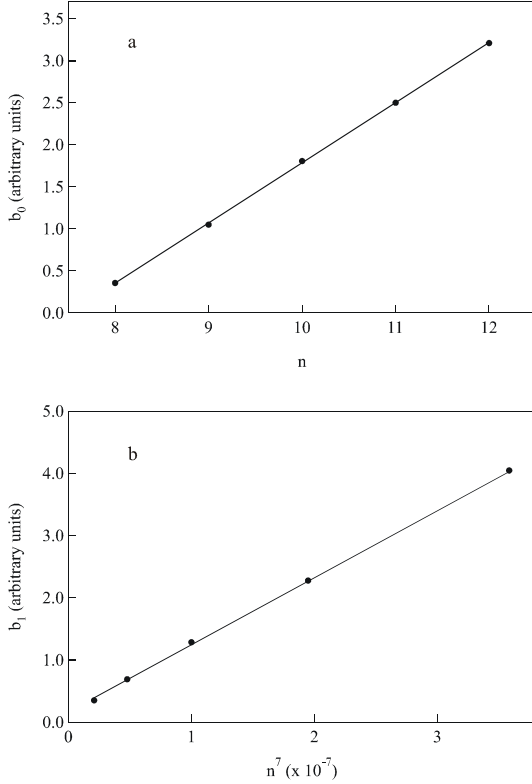 3.5
a
3.0
2.5
2.0
1.5
1.0
0.5
0.0
b0 (arbitrary units)
8 9 10 11 12
n
5.0
b
4.0
3.0
2.0
1.0
0.0
b1 (arbitrary units)
0 1 2 3
n⁷ (x 10⁻⁷)